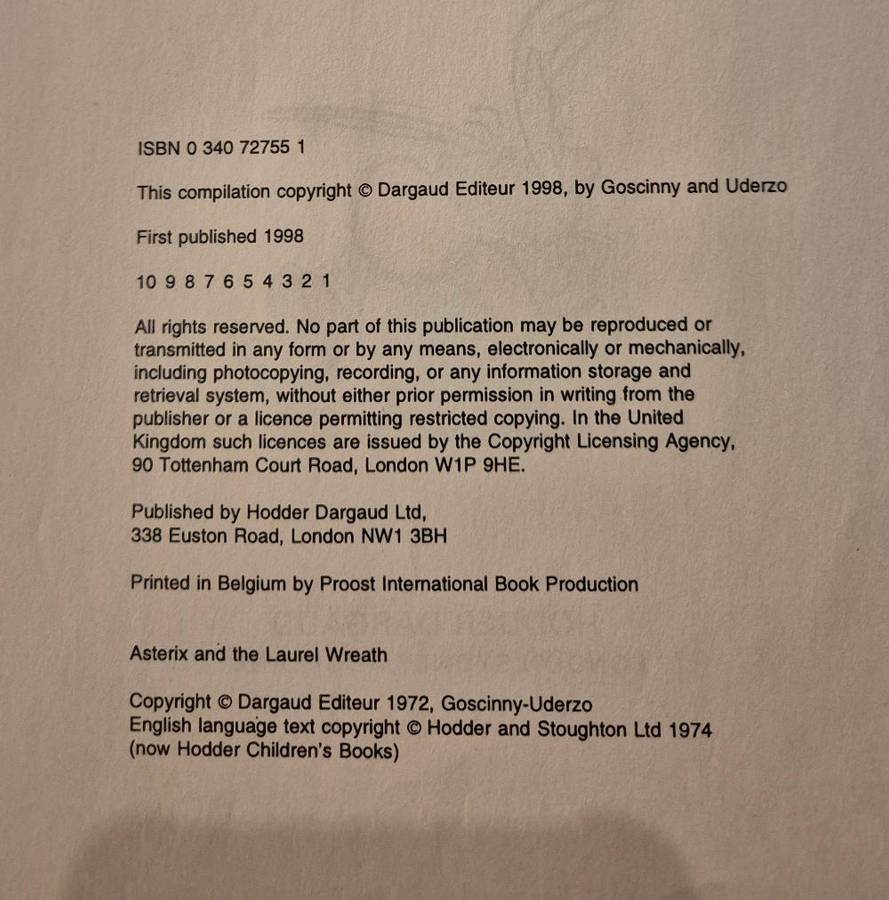 ISBN 0 340 72755 1
This compilation copyright © Dargaud Editeur 1998, by Goscinny and Uderzo
First published 1998
10 9 8 7 6 5 4 3 2 1
All rights reserved. No part of this publication may be reproduced or
transmitted in any form or by any means, electronically or mechanically,
including photocopying, recording, or any information storage and
retrieval system, without either prior permission in writing from the
publisher or a licence permitting restricted copying. In the United
Kingdom such licences are issued by the Copyright Licensing Agency,
90 Tottenham Court Road, London W1P 9HE.
Published by Hodder Dargaud Ltd,
338 Euston Road, London NW1 3BH
Printed in Belgium by Proost International Book Production
Asterix and the Laurel Wreath
Copyright © Dargaud Editeur 1972, Goscinny-Uderzo
English language text copyright © Hodder and Stoughton Ltd 1974
(now Hodder Children's Books)